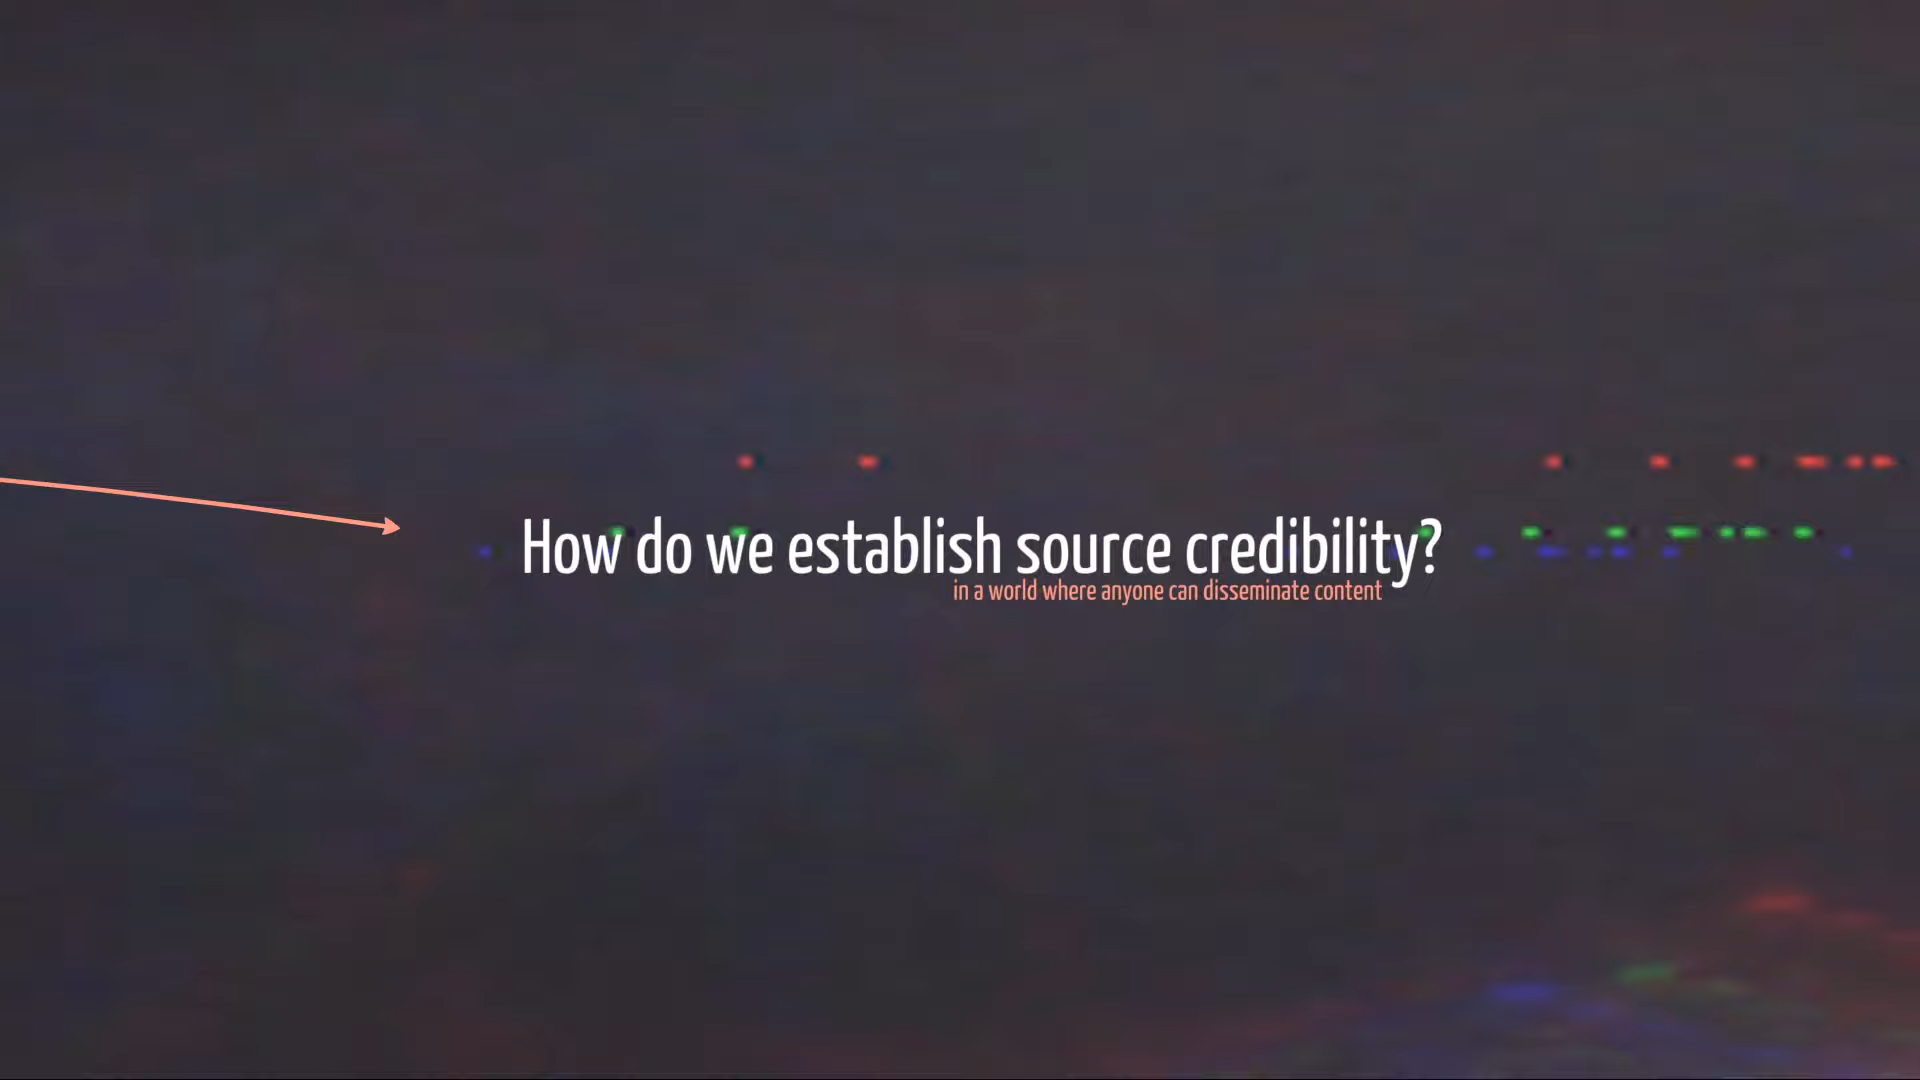 How do we establish source credibility?
in a world where anyone can disseminate content